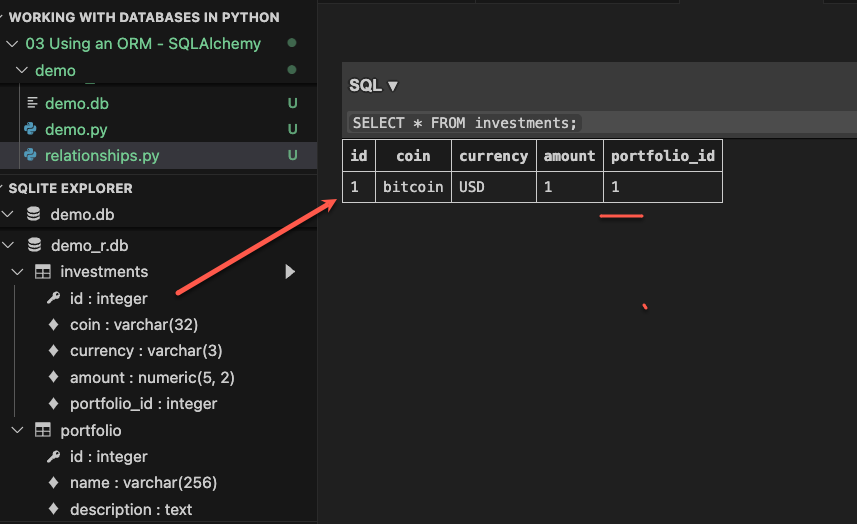 WORKING WITH DATABASES IN PYTHON
03 Using an ORM - SQLAlchemy
demo
demo.db U
demo.py U
relationships.py U
SQLITE EXPLORER
demo.db
demo_r.db
investments
id : integer
coin : varchar(32)
currency : varchar(3)
amount : numeric(5, 2)
portfolio_id : integer
portfolio
id : integer
name : varchar(256)
description : text
SQL ▼
SELECT * FROM investments;
id coin currency amount portfolio_id
1 bitcoin USD 1 1